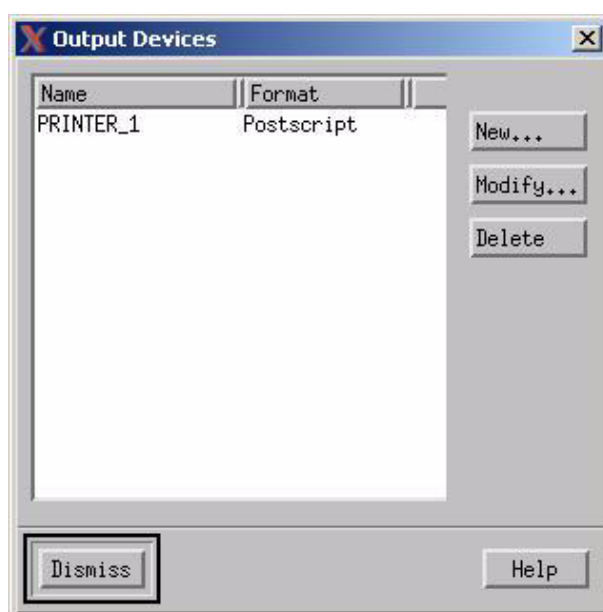 Output Devices
Name Format
PRINTER_1 Postscript
New...
Modify...
Delete
Dismiss
Help